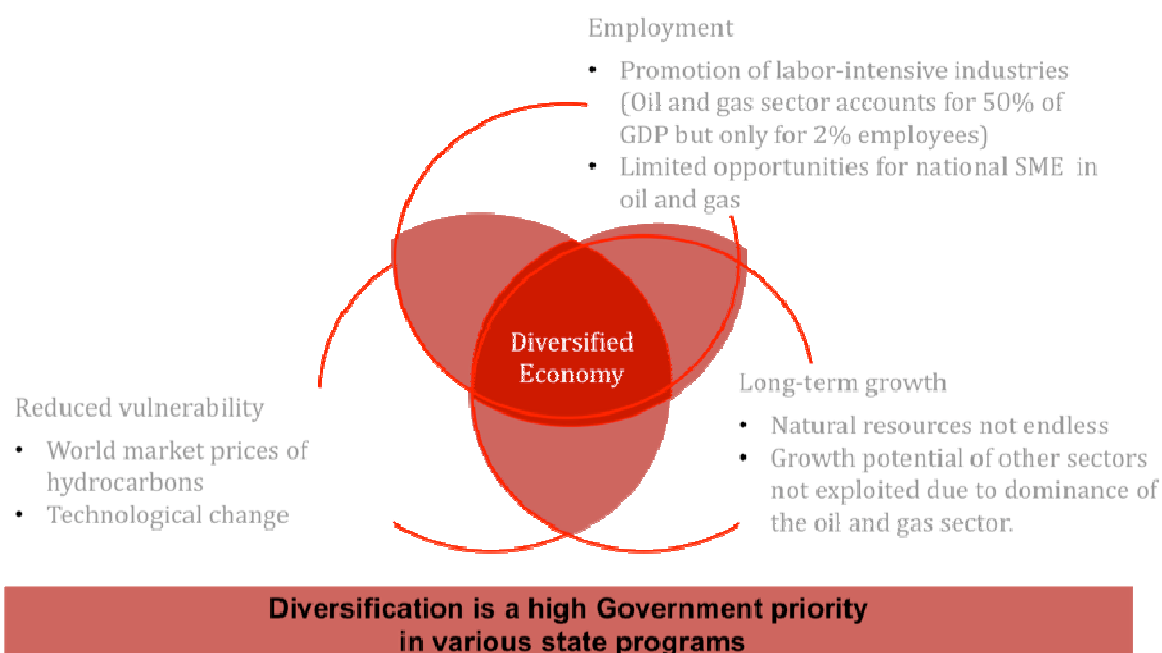 Employment
• Promotion of labor-intensive industries
(Oil and gas sector accounts for 50% of
GDP but only for 2% employees)
• Limited opportunities for national SME in
oil and gas
Diversified
Economy
Reduced vulnerability
• World market prices of
hydrocarbons
• Technological change
Long-term growth
• Natural resources not endless
• Growth potential of other sectors
not exploited due to dominance of
the oil and gas sector.
Diversification is a high Government priority
in various state programs